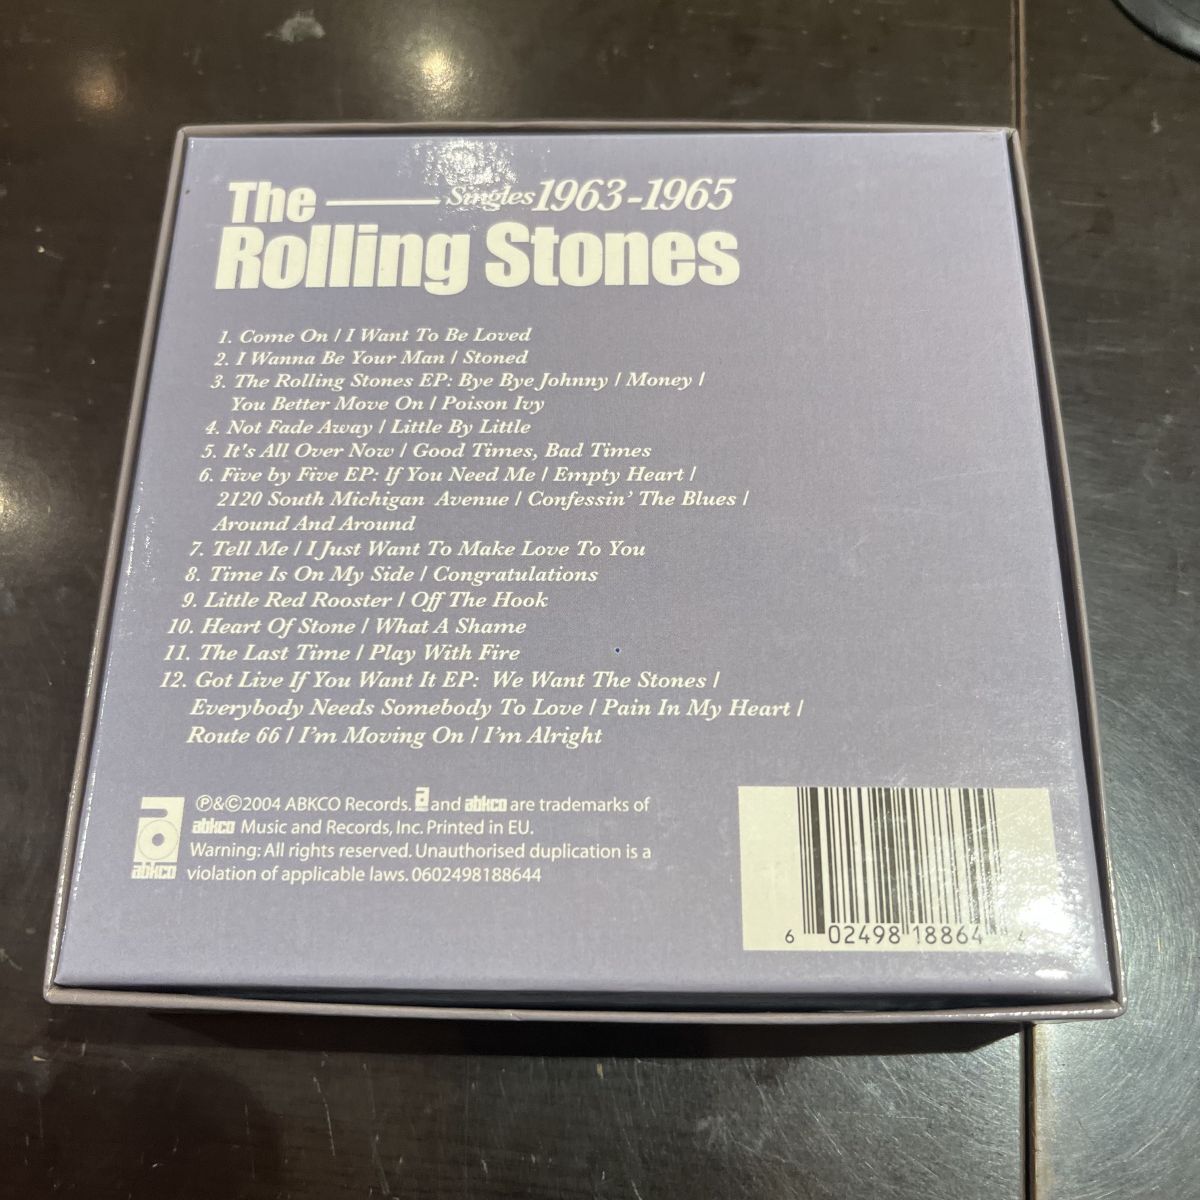 The Singles 1963-1965
Rolling Stones
1. Come On / I Want To Be Loved
2. I Wanna Be Your Man / Stoned
3. The Rolling Stones EP: Bye Bye Johnny / Money /
You Better Move On / Poison Ivy
4. Not Fade Away / Little By Little
5. It's All Over Now / Good Times, Bad Times
6. Five by Five EP: If You Need Me / Empty Heart /
2120 South Michigan Avenue / Confessin' The Blues /
Around And Around
7. Tell Me / I Just Want To Make Love To You
8. Time Is On My Side / Congratulations
9. Little Red Rooster / Off The Hook
10. Heart Of Stone / What A Shame
11. The Last Time / Play With Fire
12. Got Live If You Want It EP: We Want The Stones /
Everybody Needs Somebody To Love / Pain In My Heart /
Route 66 / I'm Moving On / I'm Alright
℗&©2004 ABKCO Records. a and abkco are trademarks of
abkco Music and Records, Inc. Printed in EU.
Warning: All rights reserved. Unauthorised duplication is a
violation of applicable laws. 0602498188644
abkco
6 02498 18864 4